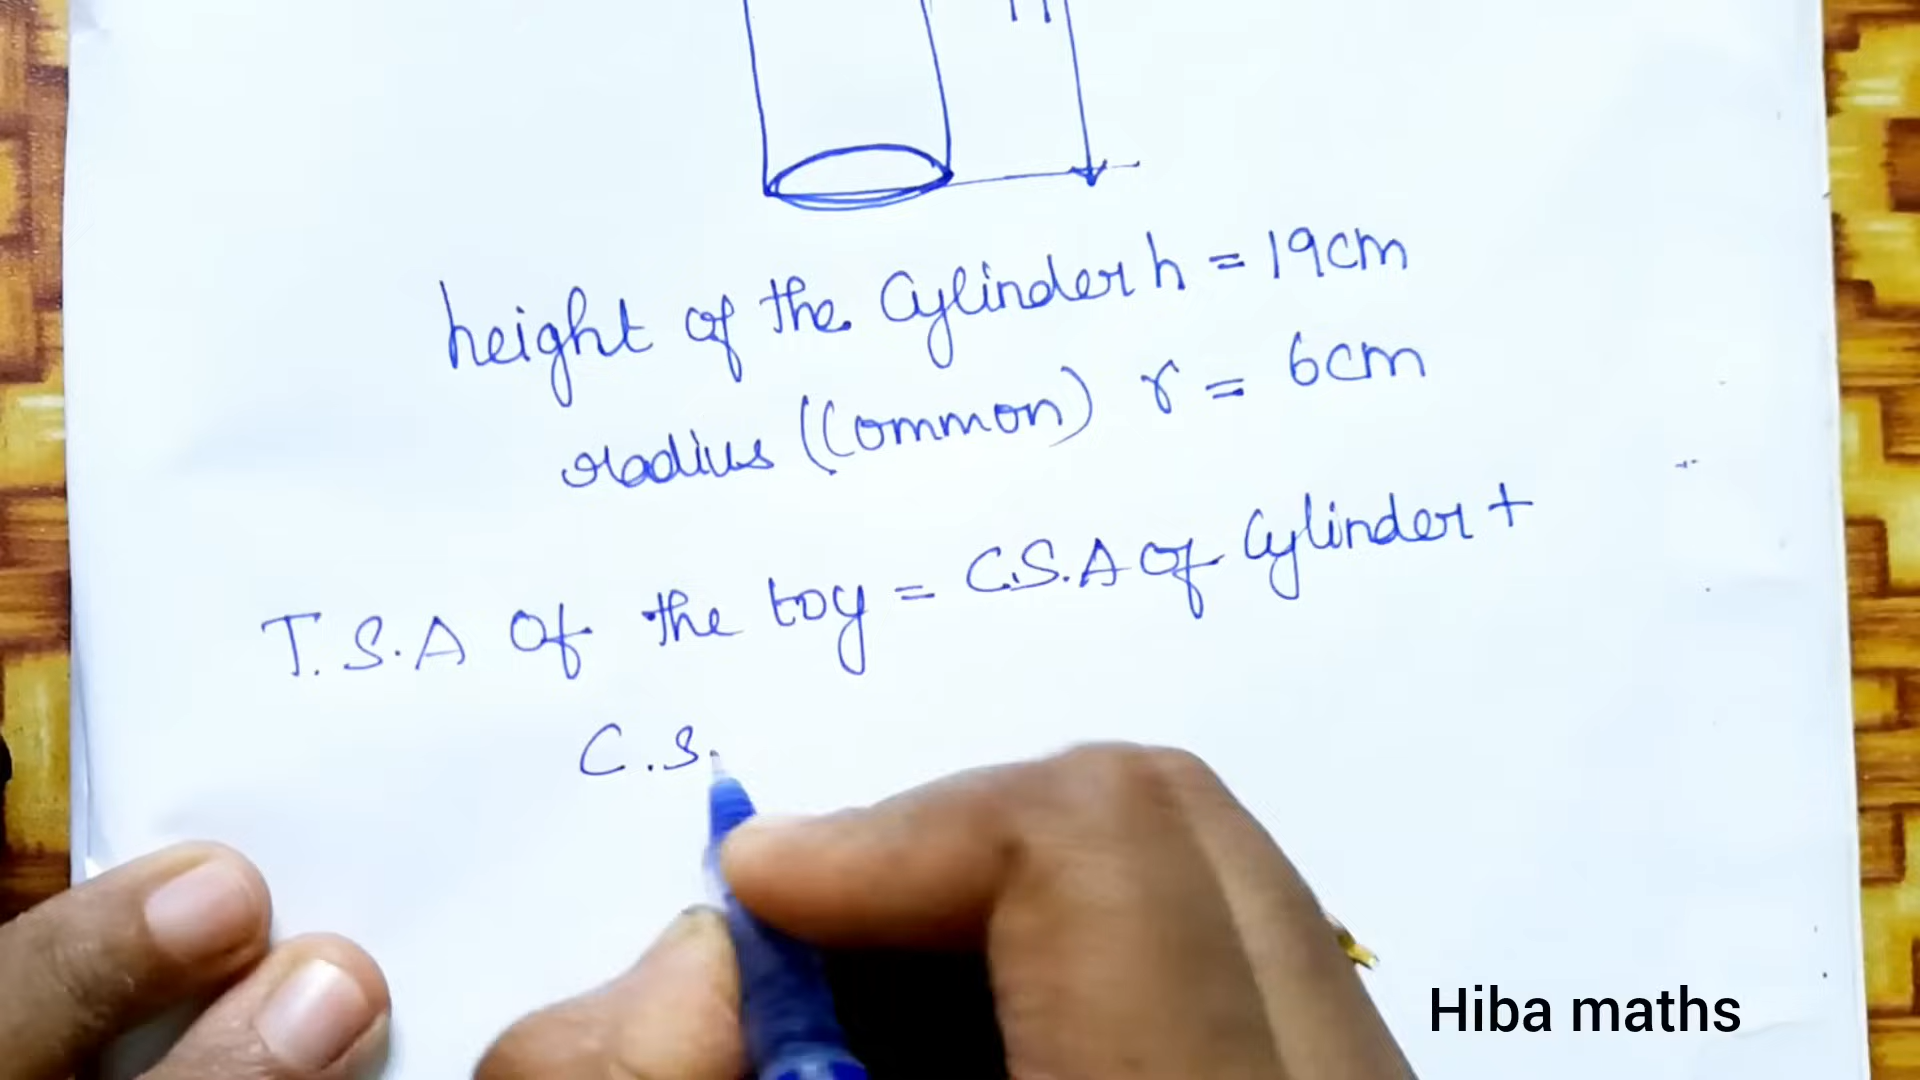 height of the Cylinder h = 19cm
radius (Common) r = 6cm
T.S.A of the toy = C.S.A of Cylinder +
C.S.
Hiba maths